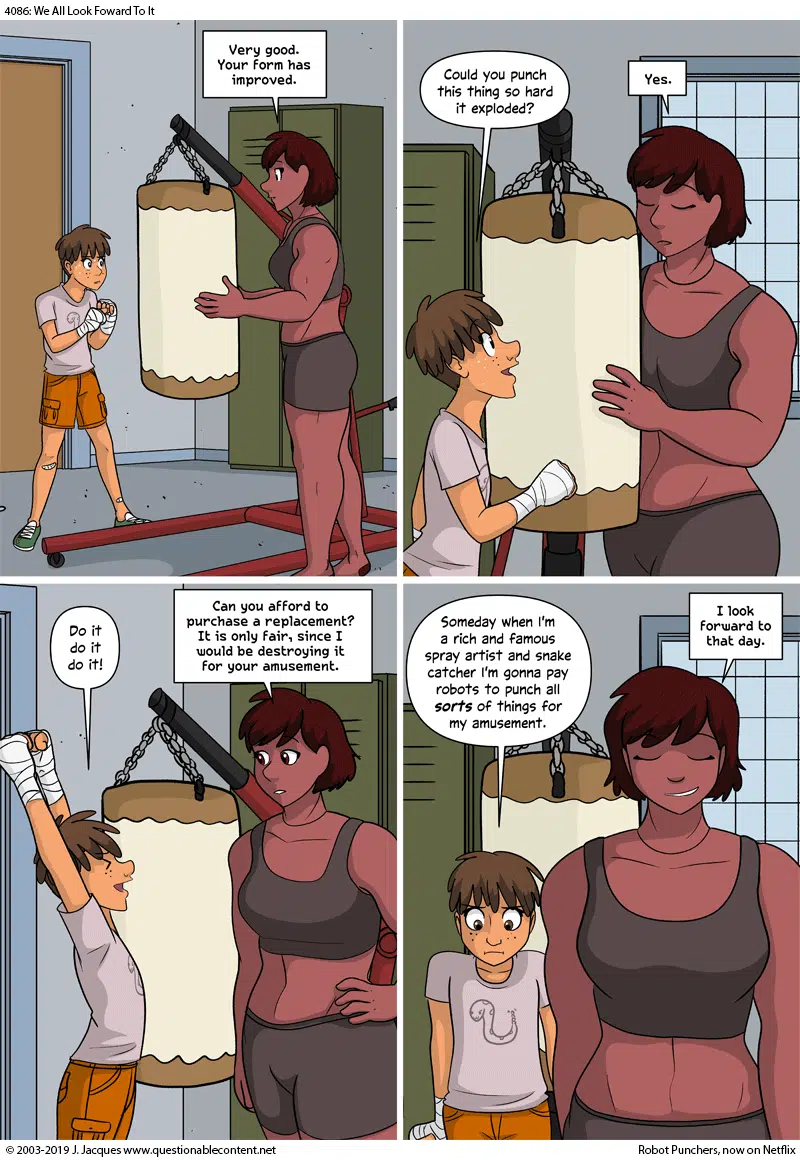 4086: We All Look Foward To It
Very good.
Your form has
improved.
Could you punch
this thing so hard
it exploded?
Yes.
Do it
do it
do it!
Can you afford to
purchase a replacement?
It is only fair, since I
would be destroying it
for your amusement.
Someday when I'm
a rich and famous
spray artist and snake
catcher I'm gonna pay
robots to punch all
sorts of things for
my amusement.
I look
forward to
that day.
© 2003-2019 J. Jacques www.questionablecontent.net
Robot Punchers, now on Netflix